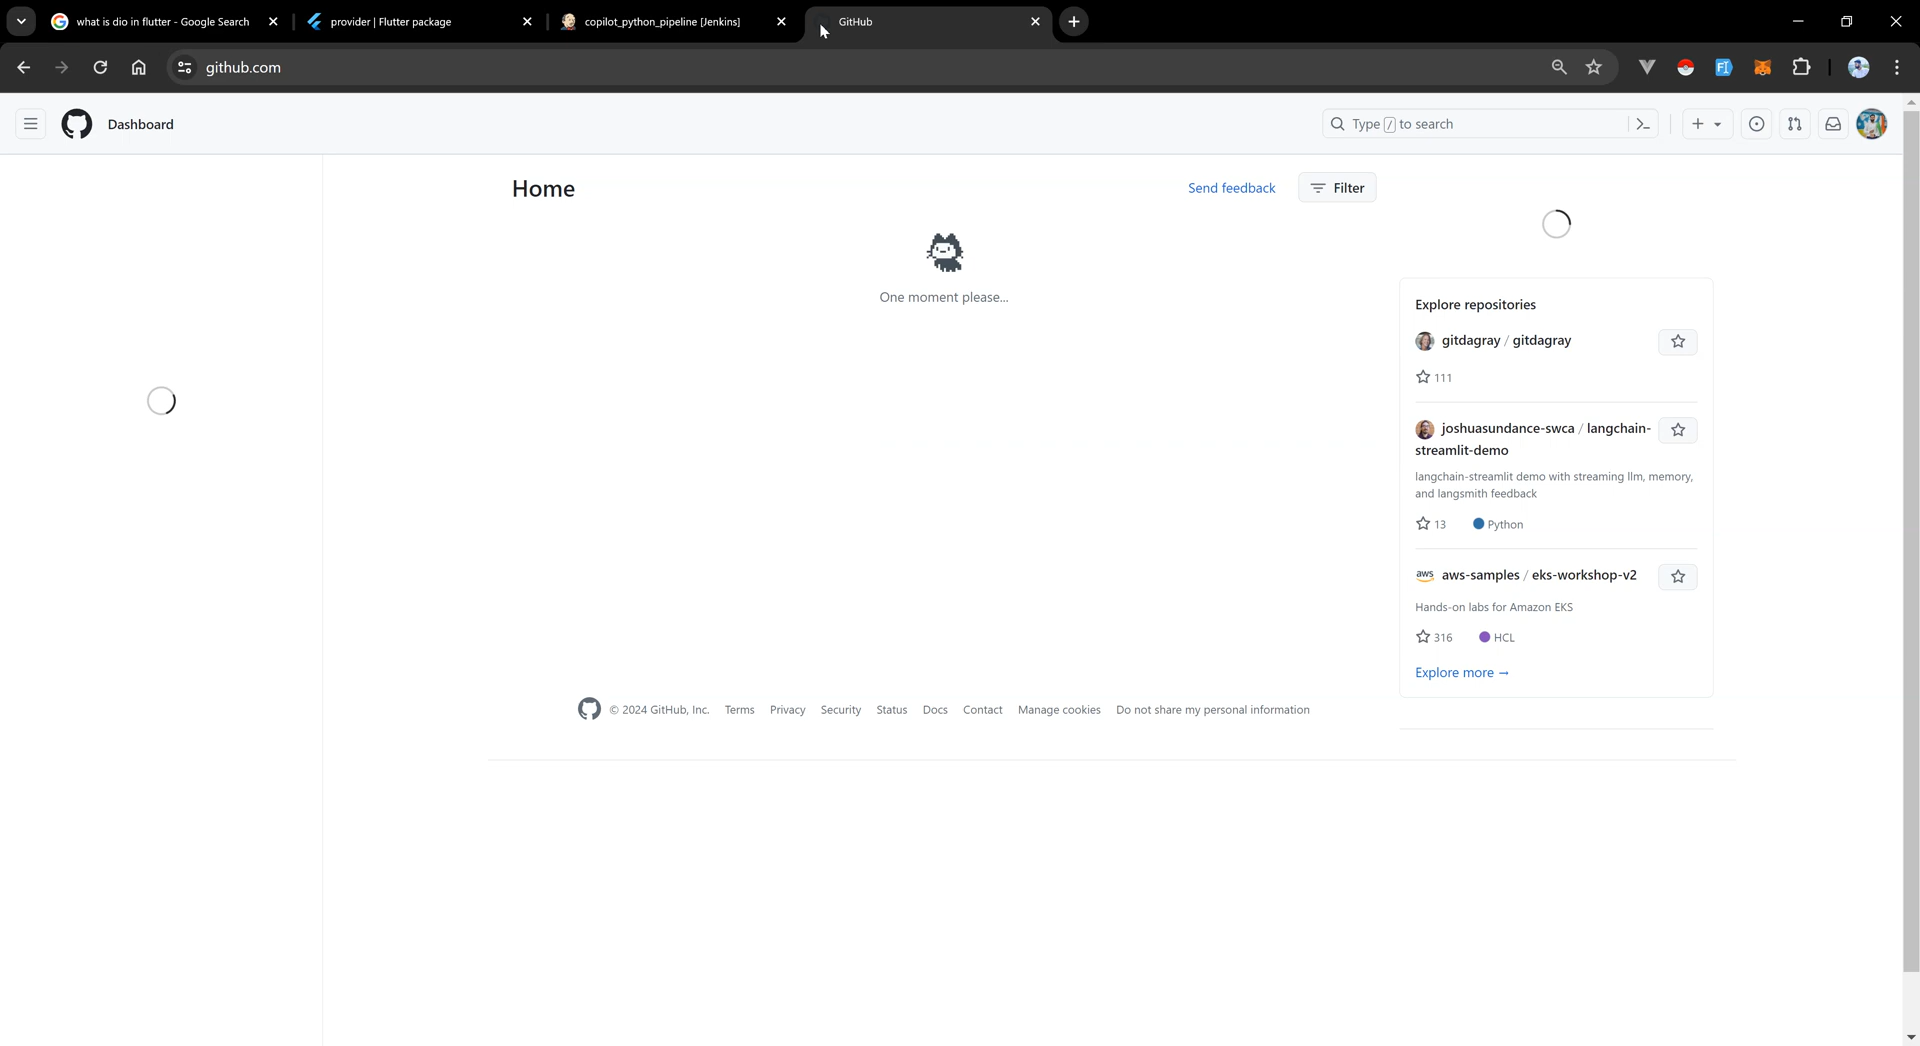 what is dio in flutter - Google Search
provider | Flutter package
copilot_python_pipeline [Jenkins]
GitHub
github.com
Dashboard
Type / to search
Home
Send feedback
Filter
One moment please...
Explore repositories
gitdagray / gitdagray
111
joshuasundance-swca / langchain-
streamlit-demo
langchain-streamlit demo with streaming llm, memory,
and langsmith feedback
13
Python
aws
aws-samples / eks-workshop-v2
Hands-on labs for Amazon EKS
316
HCL
Explore more →
© 2024 GitHub, Inc.
Terms
Privacy
Security
Status
Docs
Contact
Manage cookies
Do not share my personal information